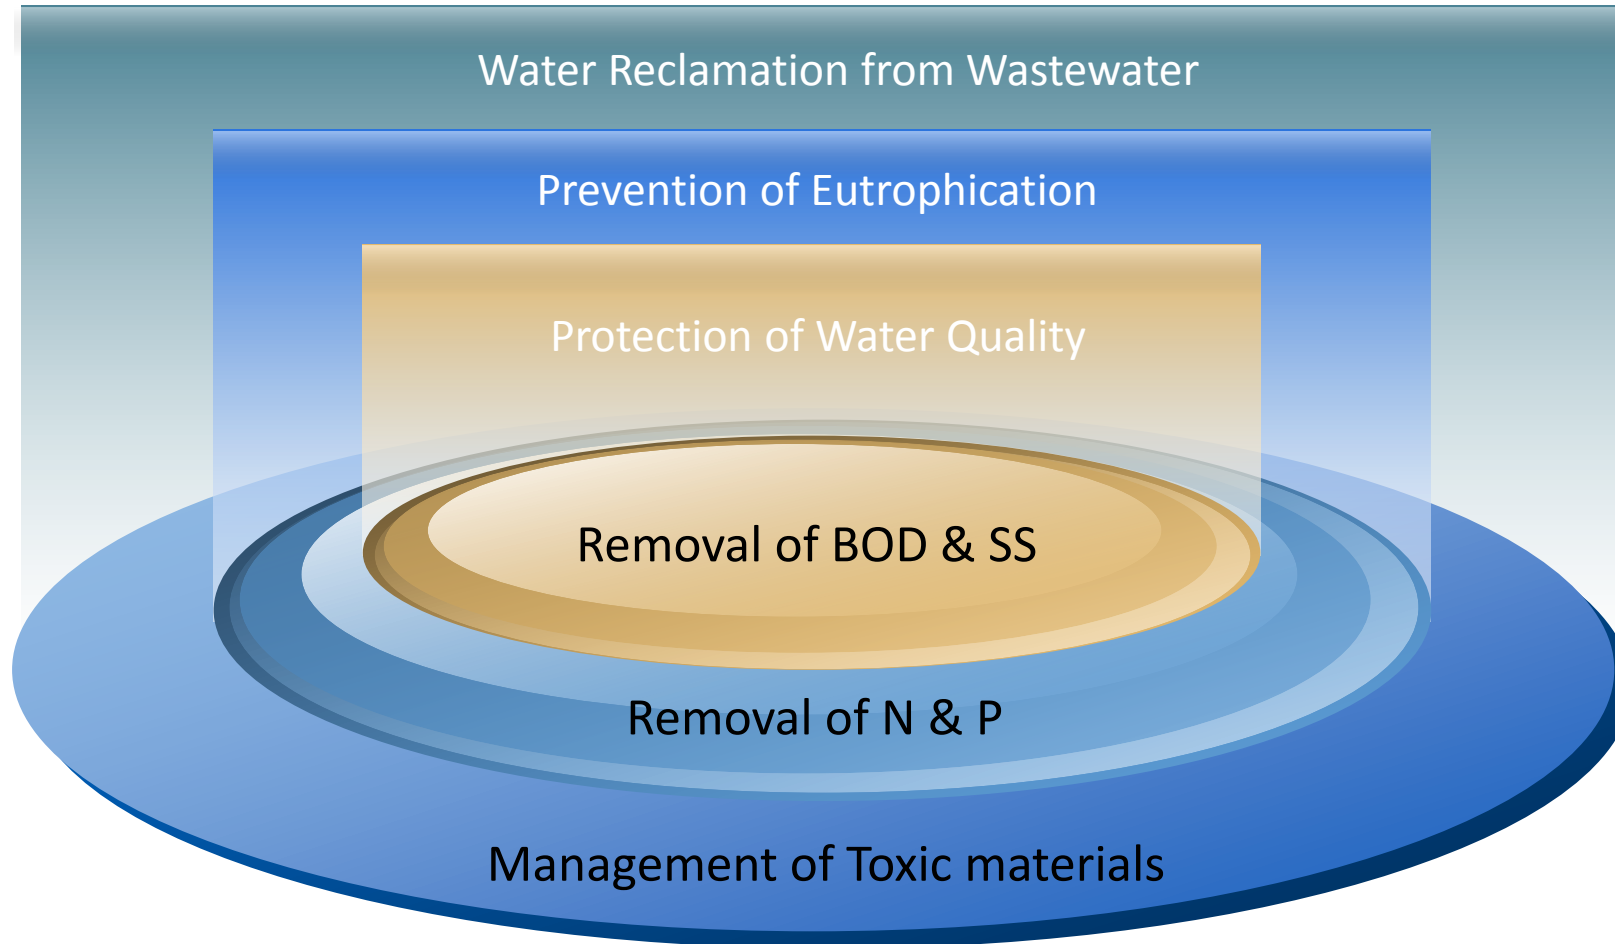 Water Reclamation from Wastewater
Prevention of Eutrophication
Protection of Water Quality
Removal of BOD & SS
Removal of N & P
Management of Toxic materials